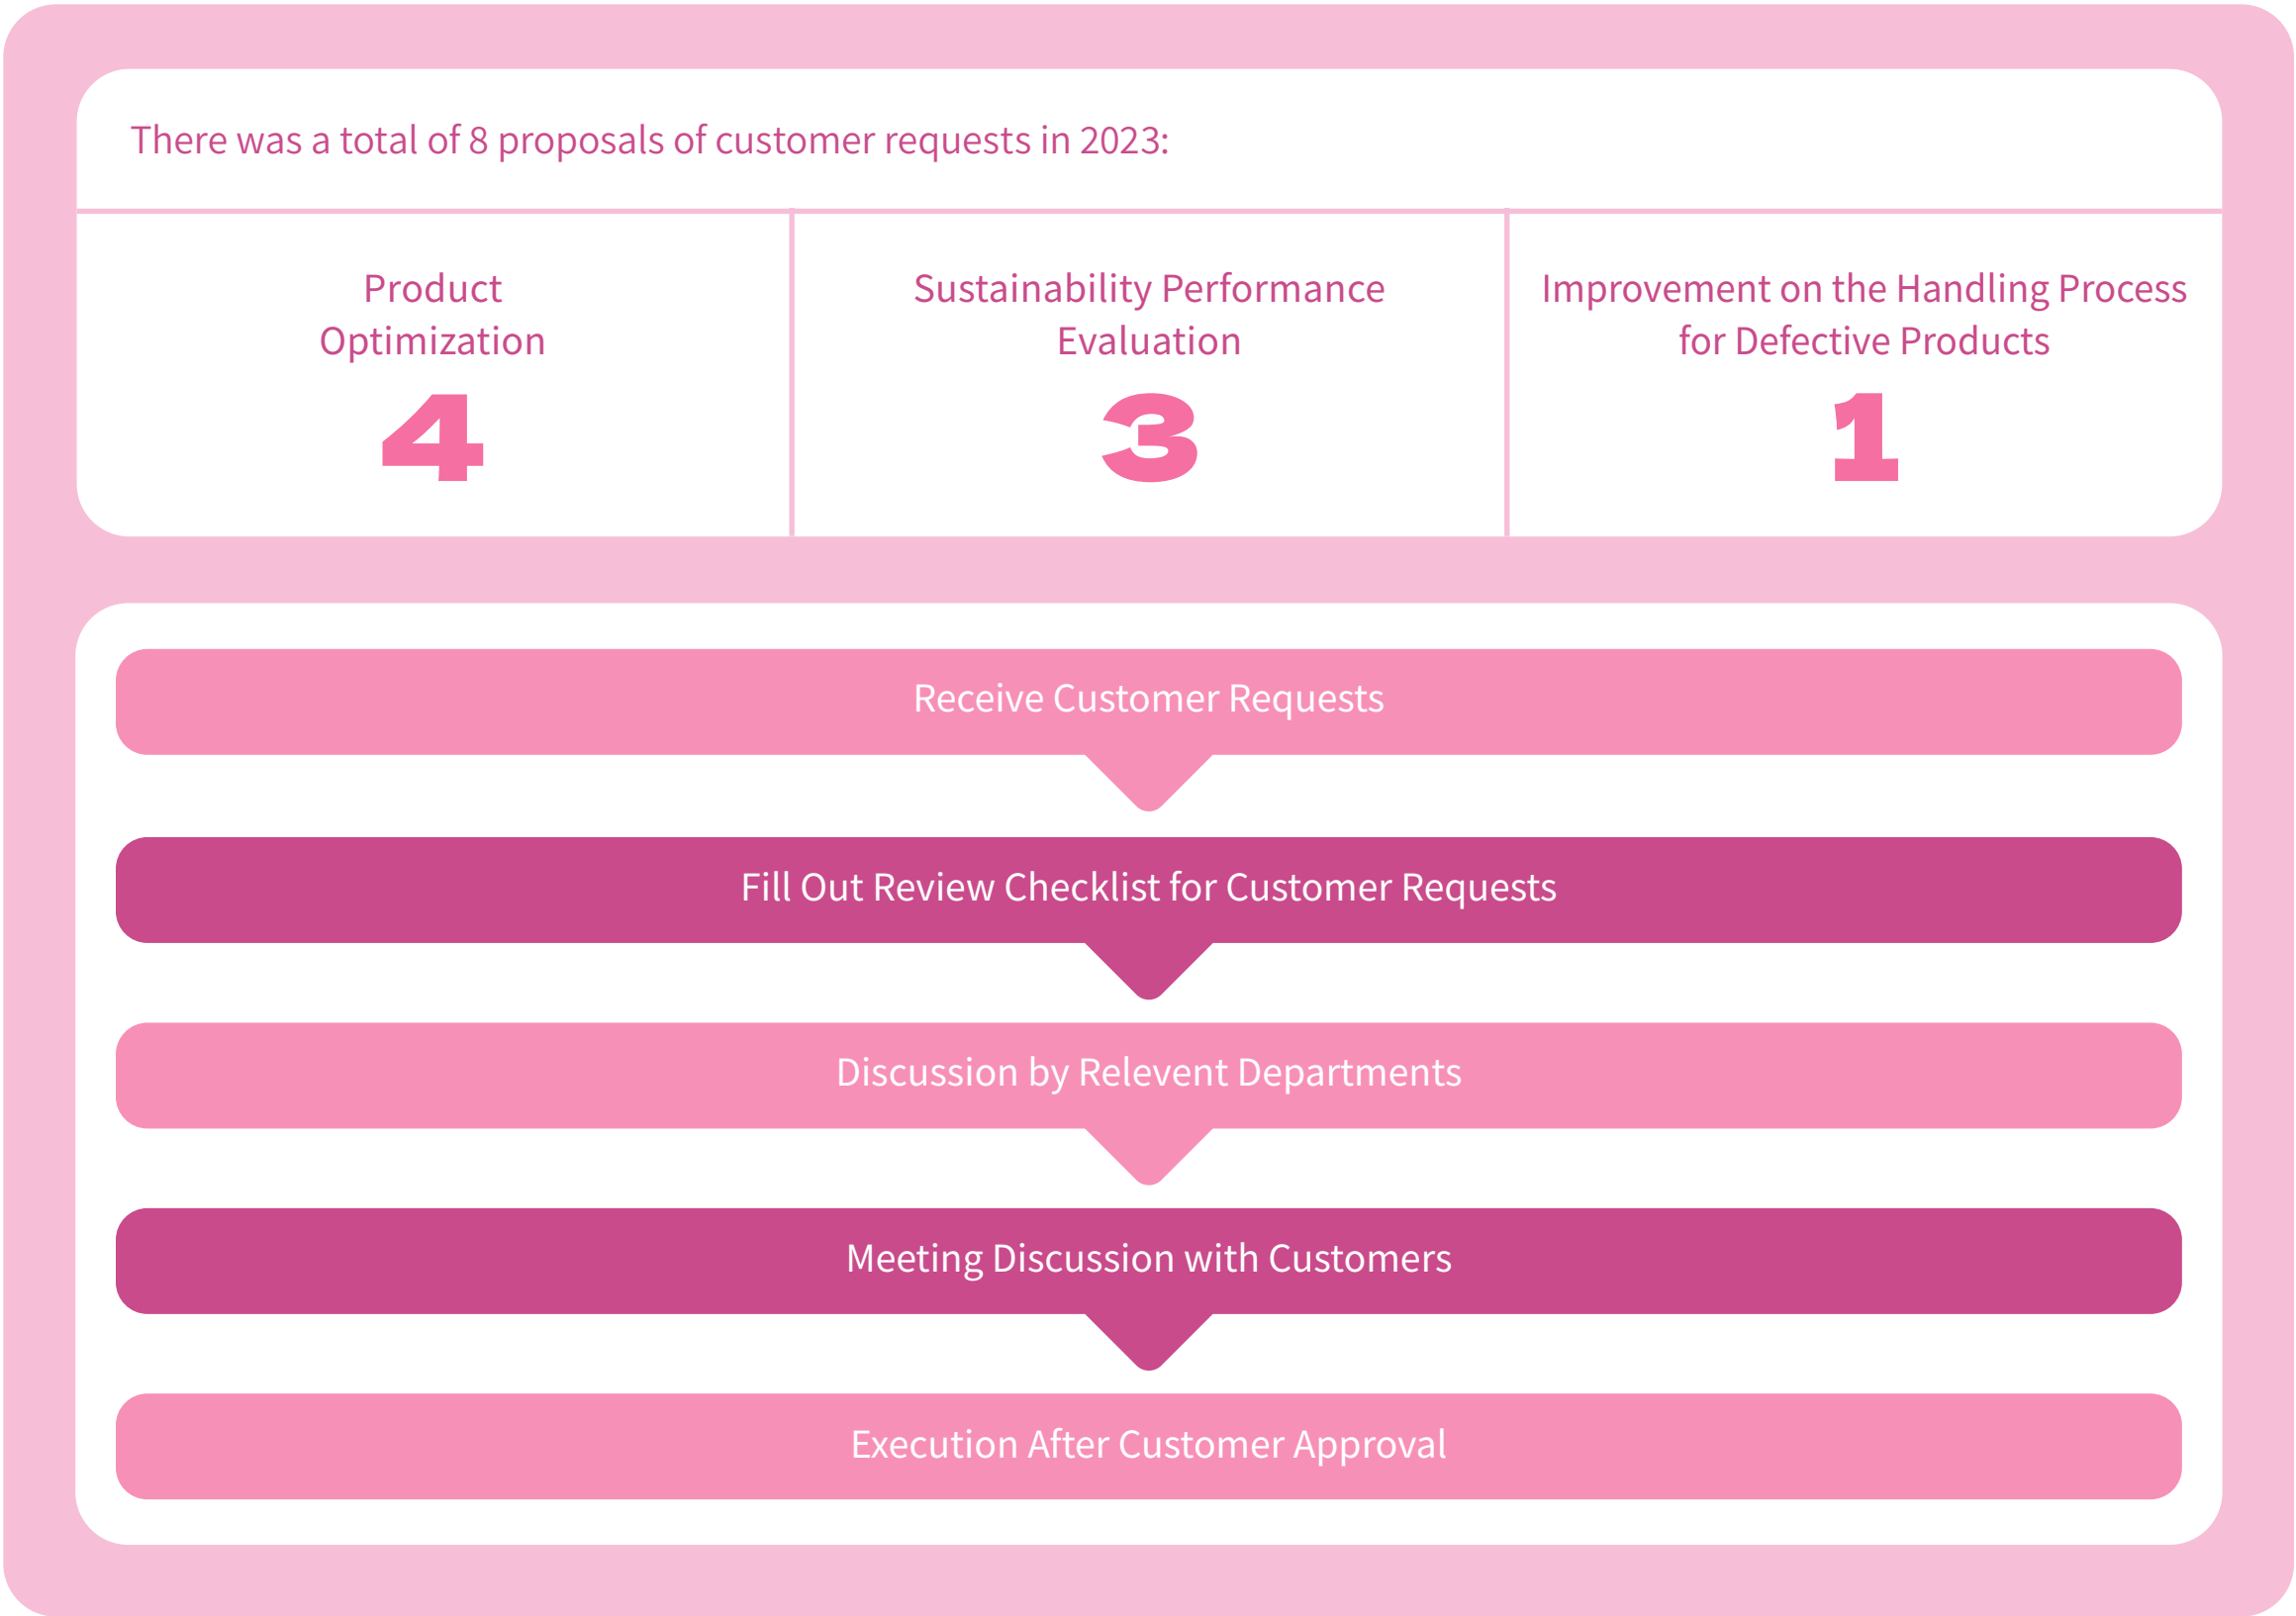 There was a total of 8 proposals of customer requests in 2023:
Product
Optimization
4
Sustainability Performance
Evaluation
3
Improvement on the Handling Process
for Defective Products
1
Receive Customer Requests
Fill Out Review Checklist for Customer Requests
Discussion by Relevent Departments
Meeting Discussion with Customers
Execution After Customer Approval